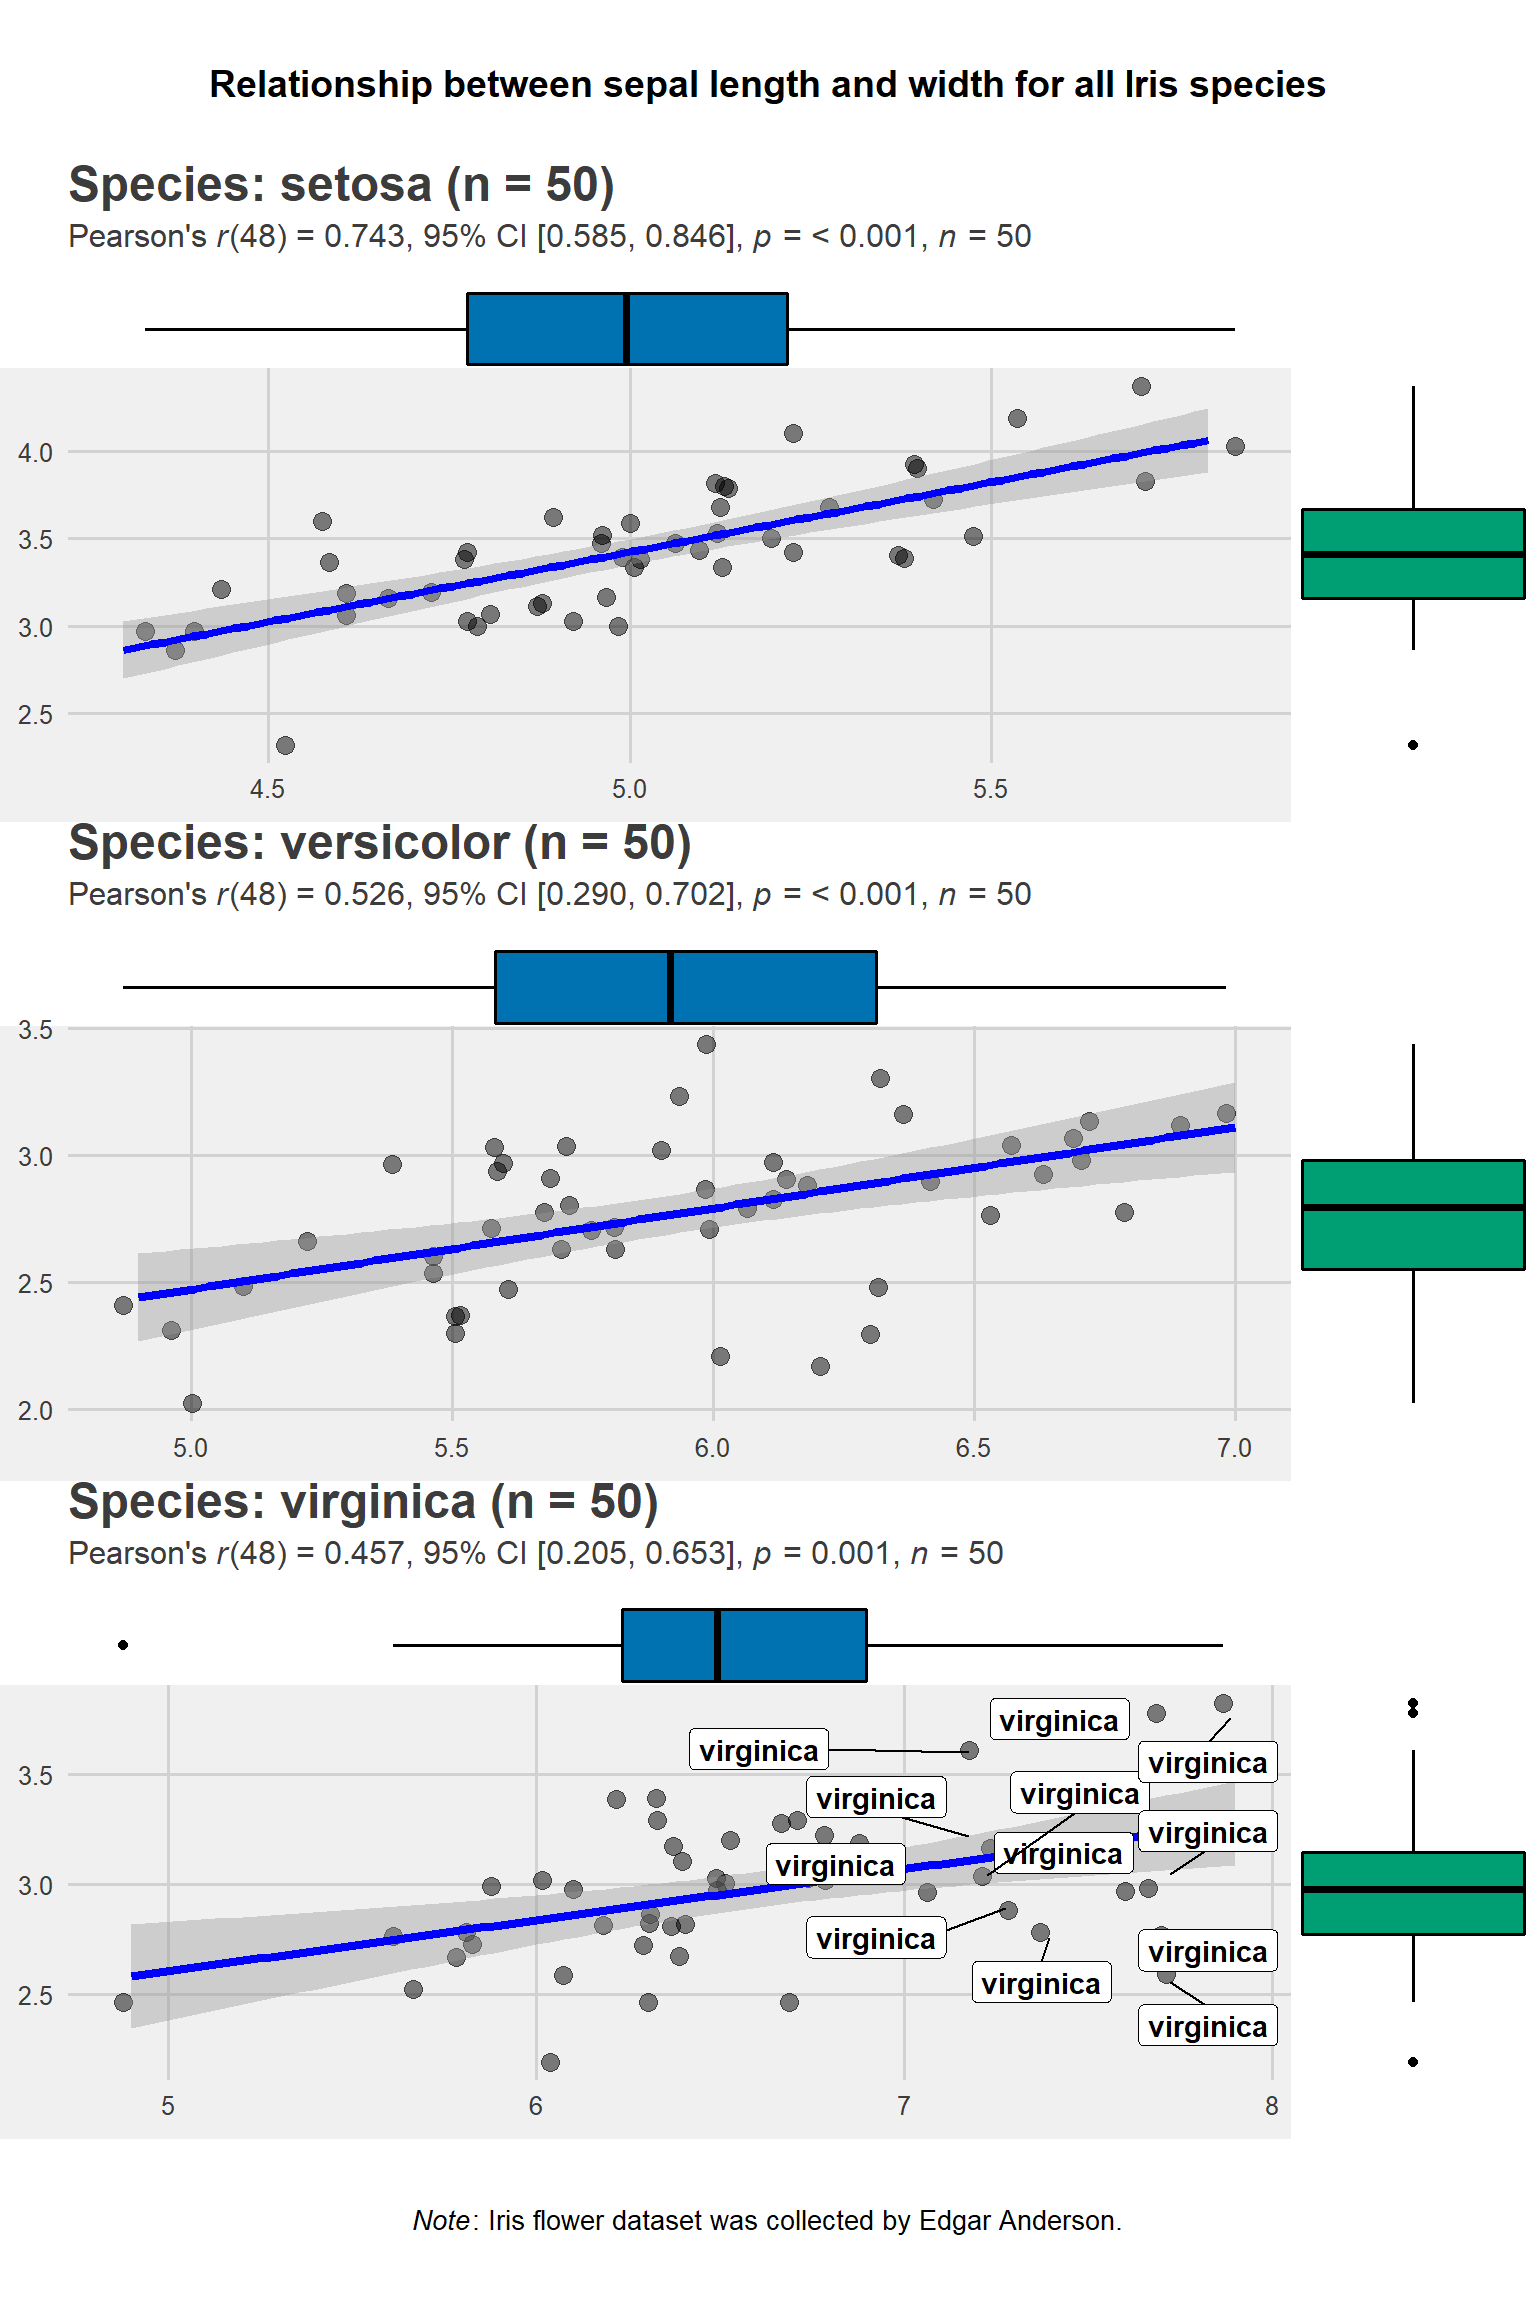 Relationship between sepal length and width for all Iris species
Species: setosa (n = 50)
Pearson's r(48) = 0.743, 95% CI [0.585, 0.846], p = < 0.001, n = 50
4.0
3.5
3.0
2.5
4.5 5.0 5.5
Species: versicolor (n = 50)
Pearson's r(48) = 0.526, 95% CI [0.290, 0.702], p = < 0.001, n = 50
3.5
3.0
2.5
2.0
5.0 5.5 6.0 6.5 7.0
Species: virginica (n = 50)
Pearson's r(48) = 0.457, 95% CI [0.205, 0.653], p = 0.001, n = 50
virginica
virginica
virginica
3.5
virginica
virginica
virginica
virginica
virginica
3.0
virginica
virginica
virginica
2.5
virginica
5 6 7 8
Note: Iris flower dataset was collected by Edgar Anderson.